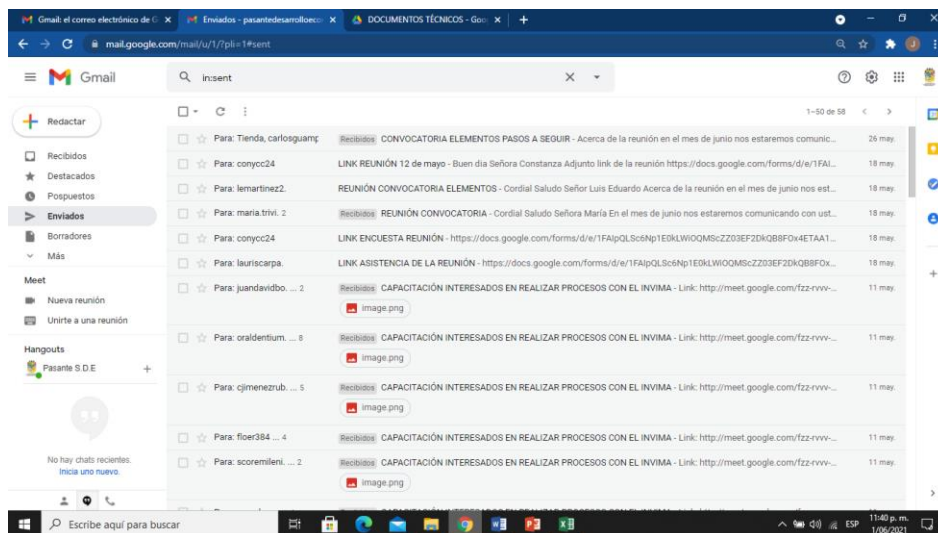 Gmail: el correo electrónico de G
Enviados - pasantedesarrolloeco
DOCUMENTOS TÉCNICOS - Goo
mail.google.com/mail/u/1/?pli=1#sent
Gmail
in:sent
Redactar
1–50 de 58
Recibidos
Destacados
Pospuestos
Enviados
Borradores
Más
Meet
Nueva reunión
Unirte a una reunión
Hangouts
Pasante S.D.E
No hay chats recientes.
Inicia uno nuevo.
Para: Tienda, carlosguamp Recibidos CONVOCATORIA ELEMENTOS PASOS A SEGUIR - Acerca de la reunión en el mes de junio nos estaremos comunic... 26 may.
Para: conycc24 LINK REUNIÓN 12 de mayo - Buen dia Señora Constanza Adjunto link de la reunión https://docs.google.com/forms/d/e/1FAI... 18 may.
Para: lemartinez2. REUNIÓN CONVOCATORIA ELEMENTOS - Cordial Saludo Señor Luis Eduardo Acerca de la reunión en el mes de junio nos est... 18 may.
Para: maria.trivi. 2 Recibidos REUNIÓN CONVOCATORIA - Cordial Saludo Señora María En el mes de junio nos estaremos comunicando con ust... 18 may.
Para: conycc24 LINK ENCUESTA REUNIÓN - 18 may.
Para: lauriscarpa. LINK ASISTENCIA DE LA REUNIÓN - 18 may.
Para: juandavidbo. ... 2 Recibidos CAPACITACIÓN INTERESADOS EN REALIZAR PROCESOS CON EL INVIMA - Link: http://meet.google.com/fzz-rvvv-... 11 may.
image.png
Para: oraldentium. ... 8 Recibidos CAPACITACIÓN INTERESADOS EN REALIZAR PROCESOS CON EL INVIMA - Link: http://meet.google.com/fzz-rvvv-... 11 may.
image.png
Para: cjimenezrub. ... 5 Recibidos CAPACITACIÓN INTERESADOS EN REALIZAR PROCESOS CON EL INVIMA - Link: http://meet.google.com/fzz-rvvv-... 11 may.
image.png
Para: floer384 ... 4 Recibidos CAPACITACIÓN INTERESADOS EN REALIZAR PROCESOS CON EL INVIMA - Link: http://meet.google.com/fzz-rvvv-... 11 may.
Para: scoremileni. ... 2 Recibidos CAPACITACIÓN INTERESADOS EN REALIZAR PROCESOS CON EL INVIMA - Link: http://meet.google.com/fzz-rvvv-... 11 may.
image.png
Escribe aquí para buscar
ESP
11:40 p. m.
1/06/2021